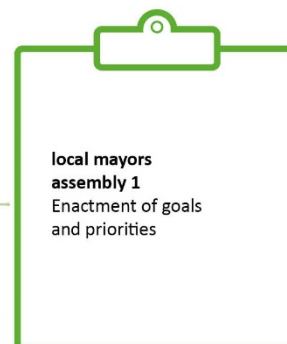 local mayors
assembly 1
Enactment of goals
and priorities